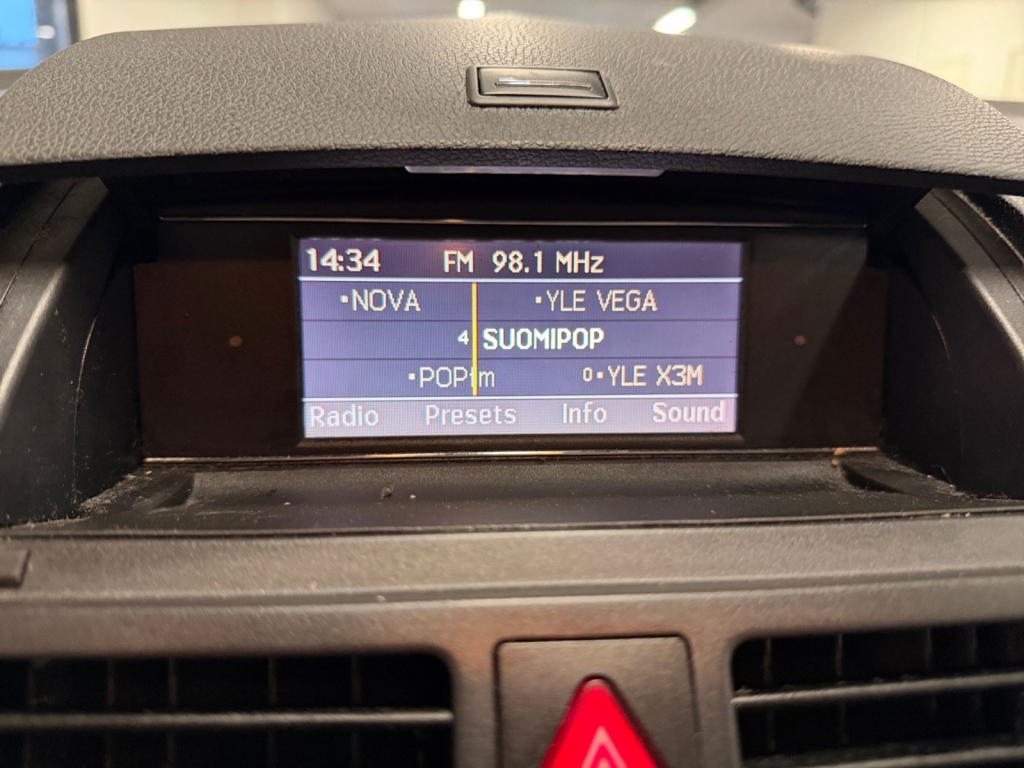 14:34 FM 98.1 MHz
•NOVA •YLE VEGA
4 SUOMIPOP
•POPfm 0•YLE X3M
Radio Presets Info Sound